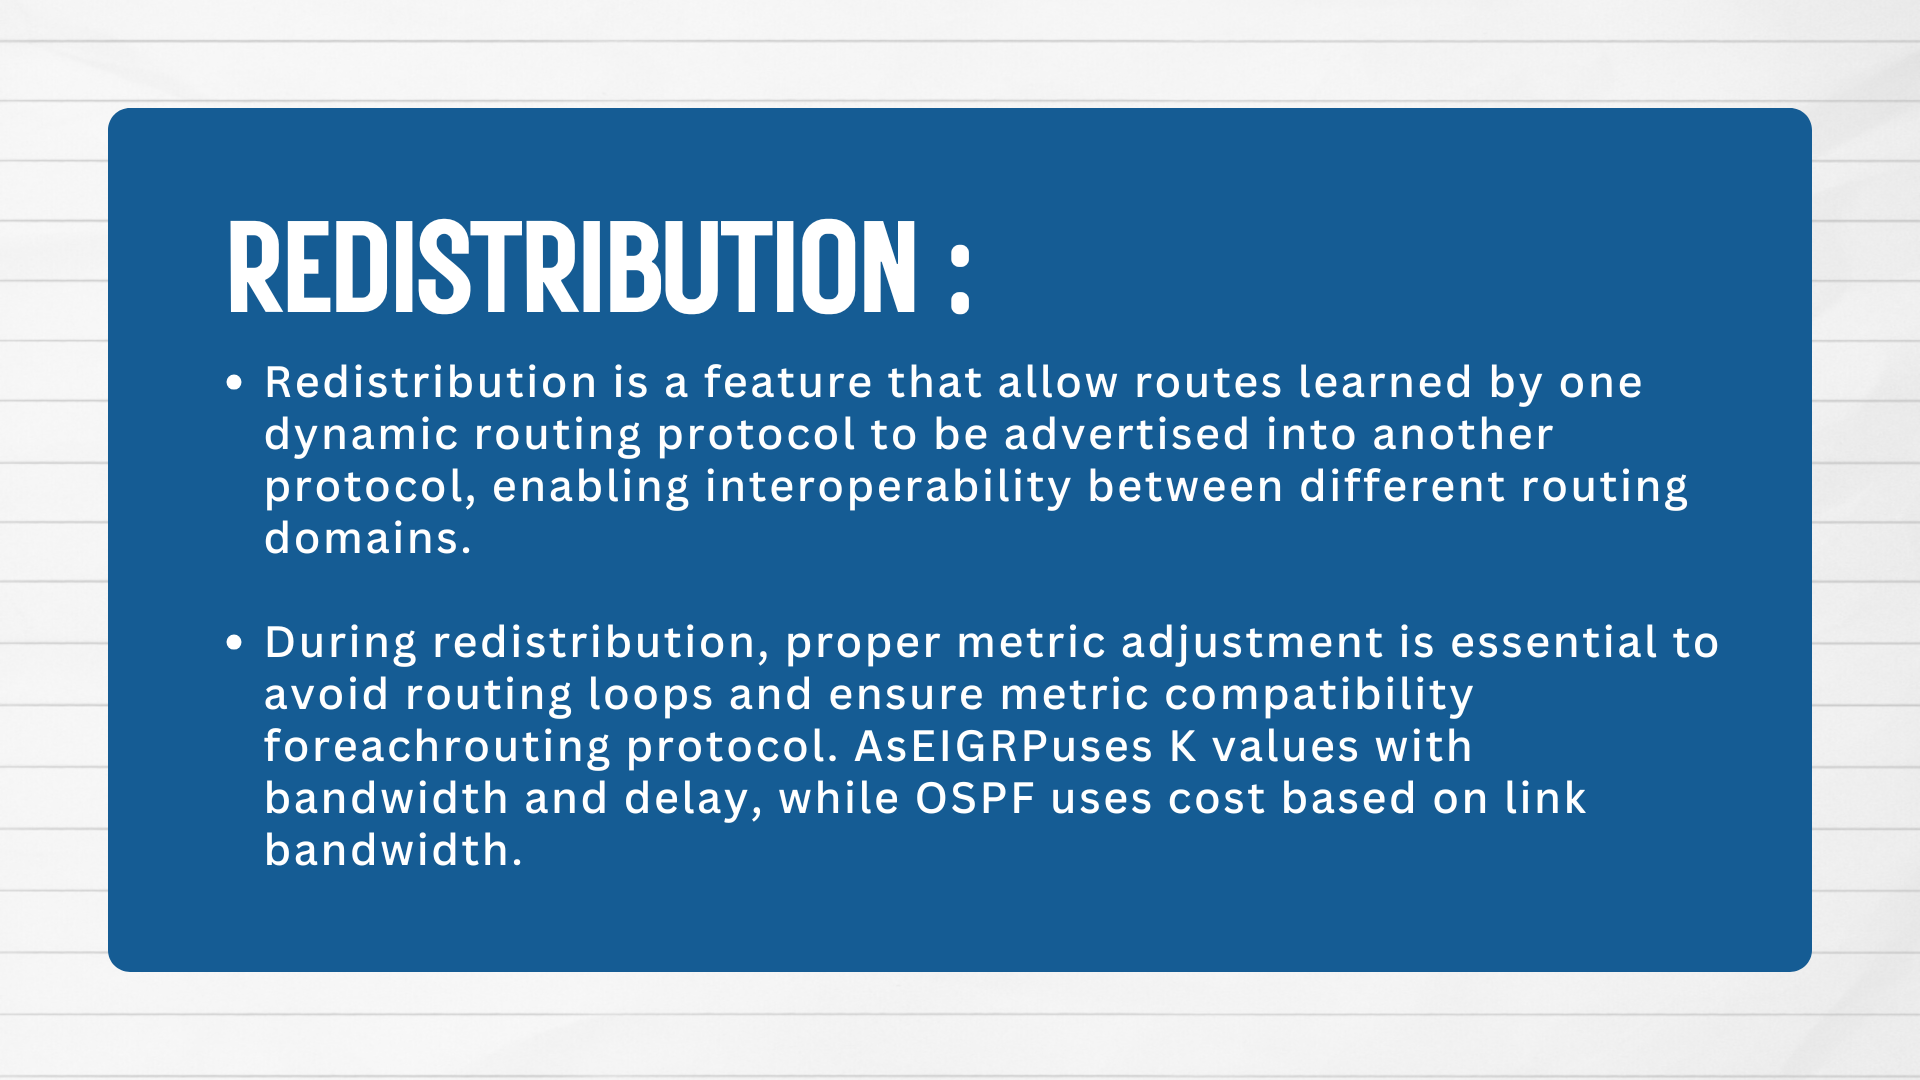 REDISTRIBUTION :
• Redistribution is a feature that allow routes learned by one
dynamic routing protocol to be advertised into another
protocol, enabling interoperability between different routing
domains.
• During redistribution, proper metric adjustment is essential to
avoid routing loops and ensure metric compatibility
foreachrouting protocol. AsEIGRPuses K values with
bandwidth and delay, while OSPF uses cost based on link
bandwidth.